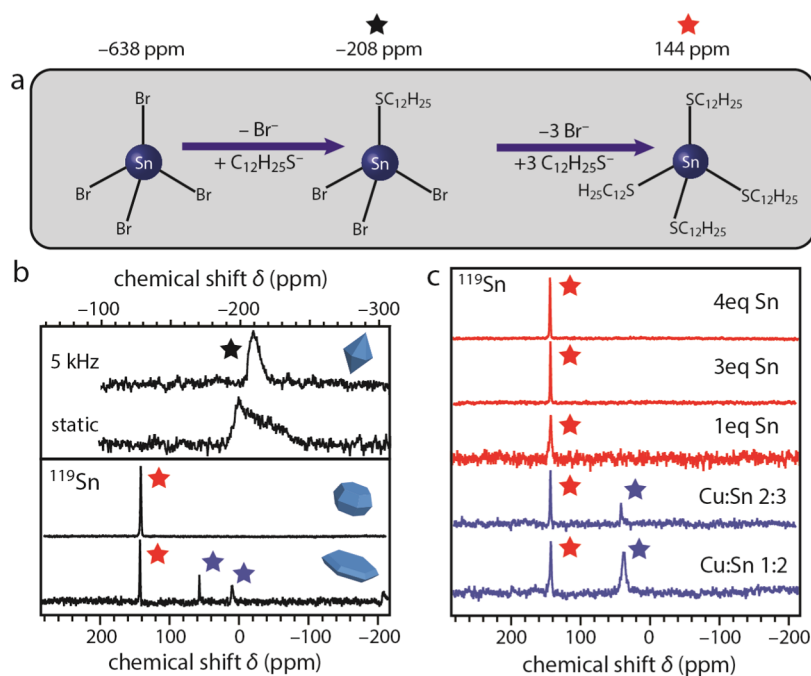 –638 ppm
–208 ppm
144 ppm
a
Br
Sn
Br
Br
Br
– Br⁻
+ C₁₂H₂₅S⁻
SC₁₂H₂₅
Sn
Br
Br
Br
–3 Br⁻
+3 C₁₂H₂₅S⁻
SC₁₂H₂₅
Sn
H₂₅C₁₂S
SC₁₂H₂₅
SC₁₂H₂₅
b
chemical shift δ (ppm)
–100 –200 –300
5 kHz
static
¹¹⁹Sn
200 100 0 –100 –200
chemical shift δ (ppm)
c
¹¹⁹Sn
4eq Sn
3eq Sn
1eq Sn
Cu:Sn 2:3
Cu:Sn 1:2
200 100 0 –100 –200
chemical shift δ (ppm)